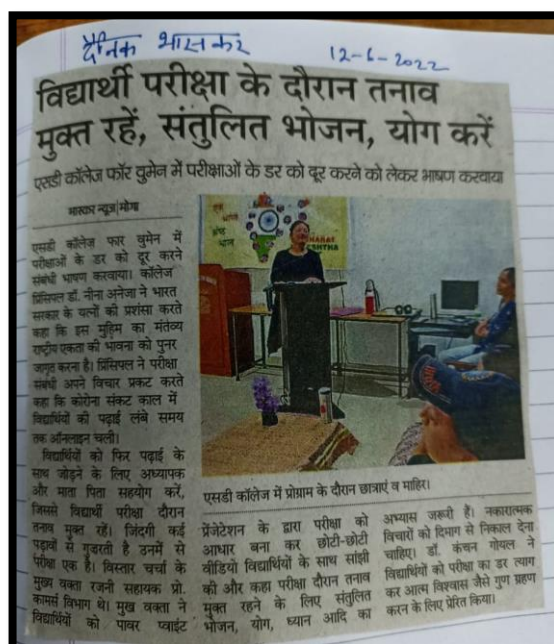 दैनिक भास्कर
12-6-2022
विद्यार्थी परीक्षा के दौरान तनाव
मुक्त रहें, संतुलित भोजन, योग करें
एसडी कॉलेज फॉर वुमेन में परीक्षाओं के डर को दूर करने को लेकर भाषण करवाया
भास्कर न्यूज|मोगा
एसडी कॉलेज फार वुमेन में
परीक्षाओं के डर को दूर करने
संबंधी भाषण करवाया। कॉलेज
प्रिंसिपल डॉ. नीना अनेजा ने भारत
सरकार के यत्नों की प्रशंसा करते
कहा कि इस मुहिम का मंतव्य
राष्ट्रीय एकता की भावना को पुनर
जागृत करना है। प्रिंसिपल ने परीक्षा
संबंधी अपने विचार प्रकट करते
कहा कि कोरोना संकट काल में
विद्यार्थियों की पढ़ाई लंबे समय
तक ऑनलाइन चली।
विद्यार्थियों को फिर पढ़ाई के
साथ जोड़ने के लिए अध्यापक
और माता पिता सहयोग करें,
जिससे विद्यार्थी परीक्षा दौरान
तनाव मुक्त रहें। जिंदगी कई
पड़ावों से गुजरती है उनमें से
परीक्षा एक है। विस्तार चर्चा के
मुख्य वक्ता रजनी सहायक प्रो.
कामर्स विभाग थे। मुख वक्ता ने
विद्यार्थियों को पावर प्वाइंट
एसडी कॉलेज में प्रोग्राम के दौरान छात्राएं व माहिर।
प्रेंजेटेशन के द्वारा परीक्षा को
आधार बना कर छोटी-छोटी
वीडियो विद्यार्थियों के साथ सांझी
की और कहा परीक्षा दौरान तनाव
मुक्त रहने के लिए संतुलित
भोजन, योग, ध्यान आदि का
अभ्यास जरूरी हैं। नकारात्मक
विचारों को दिमाग से निकाल देना
चाहिए। डॉ. कंचन गोयल ने
विद्यार्थियों को परीक्षा का डर त्याग
कर आत्म विश्वास जैसे गुण ग्रहण
करन के लिए प्रेरित किया।